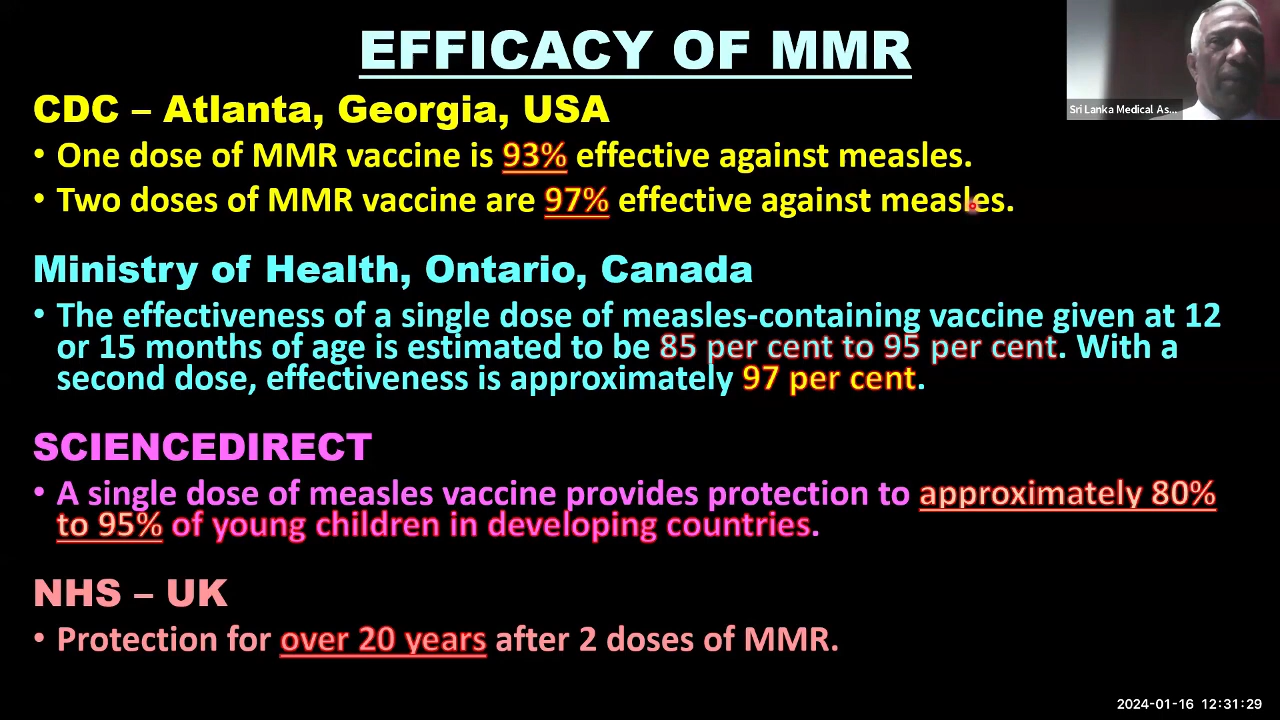 EFFICACY OF MMR
Sri Lanka Medical As...
CDC – Atlanta, Georgia, USA
• One dose of MMR vaccine is 93% effective against measles.
• Two doses of MMR vaccine are 97% effective against measles.
Ministry of Health, Ontario, Canada
• The effectiveness of a single dose of measles-containing vaccine given at 12
or 15 months of age is estimated to be 85 per cent to 95 per cent. With a
second dose, effectiveness is approximately 97 per cent.
SCIENCEDIRECT
• A single dose of measles vaccine provides protection to approximately 80%
to 95% of young children in developing countries.
NHS – UK
• Protection for over 20 years after 2 doses of MMR.
2024-01-16 12:31:29